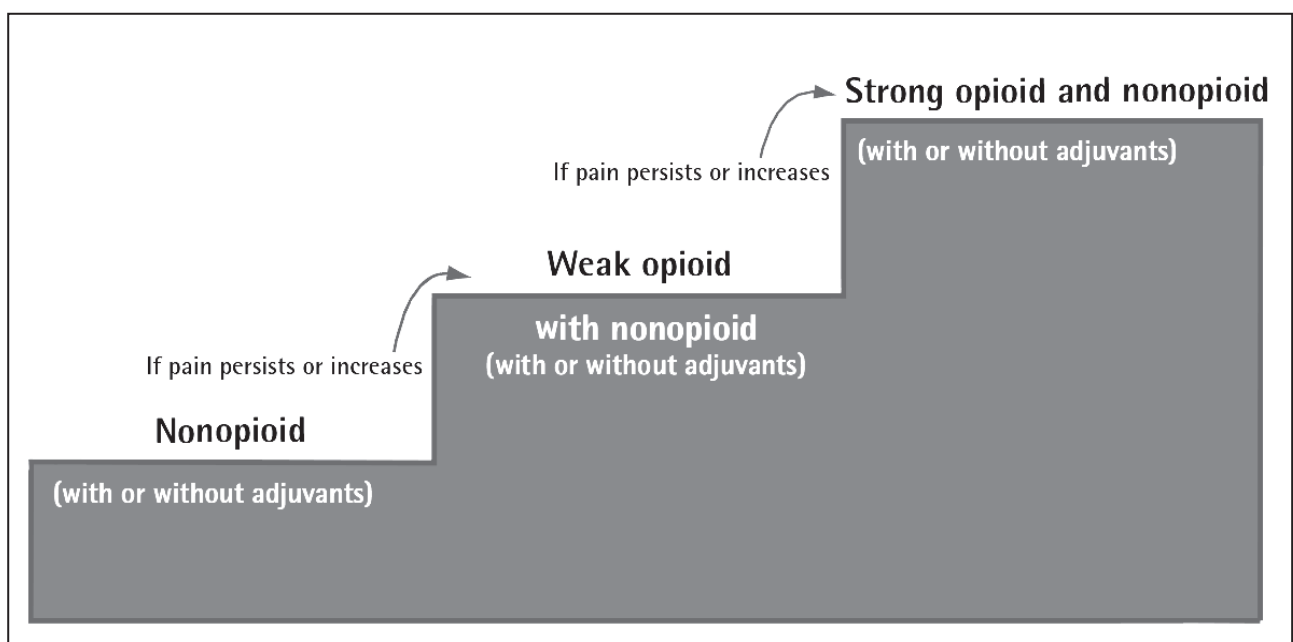 Strong opioid and nonopioid
(with or without adjuvants)
If pain persists or increases
Weak opioid
with nonopioid
(with or without adjuvants)
If pain persists or increases
Nonopioid
(with or without adjuvants)